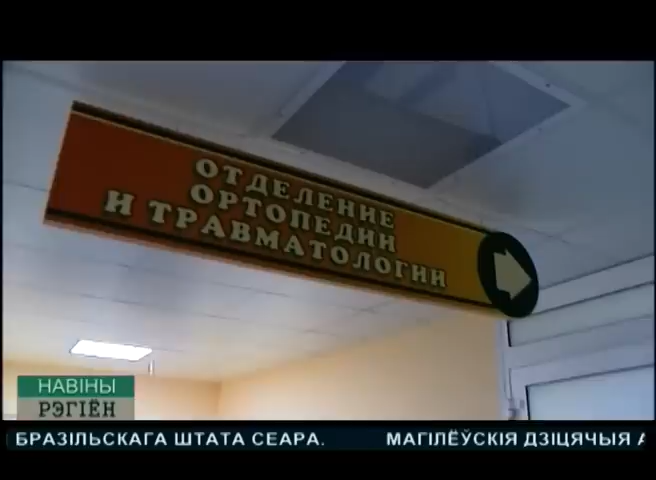 ОТДЕЛЕНИЕ
ОРТОПЕДИИ
И ТРАВМАТОЛОГИИ
НАВІНЫ
РЭГІЁН
БРАЗІЛЬСКАГА ШТАТА СЕАРА. МАГІЛЁЎСКІЯ ДЗІЦЯЧЫЯ